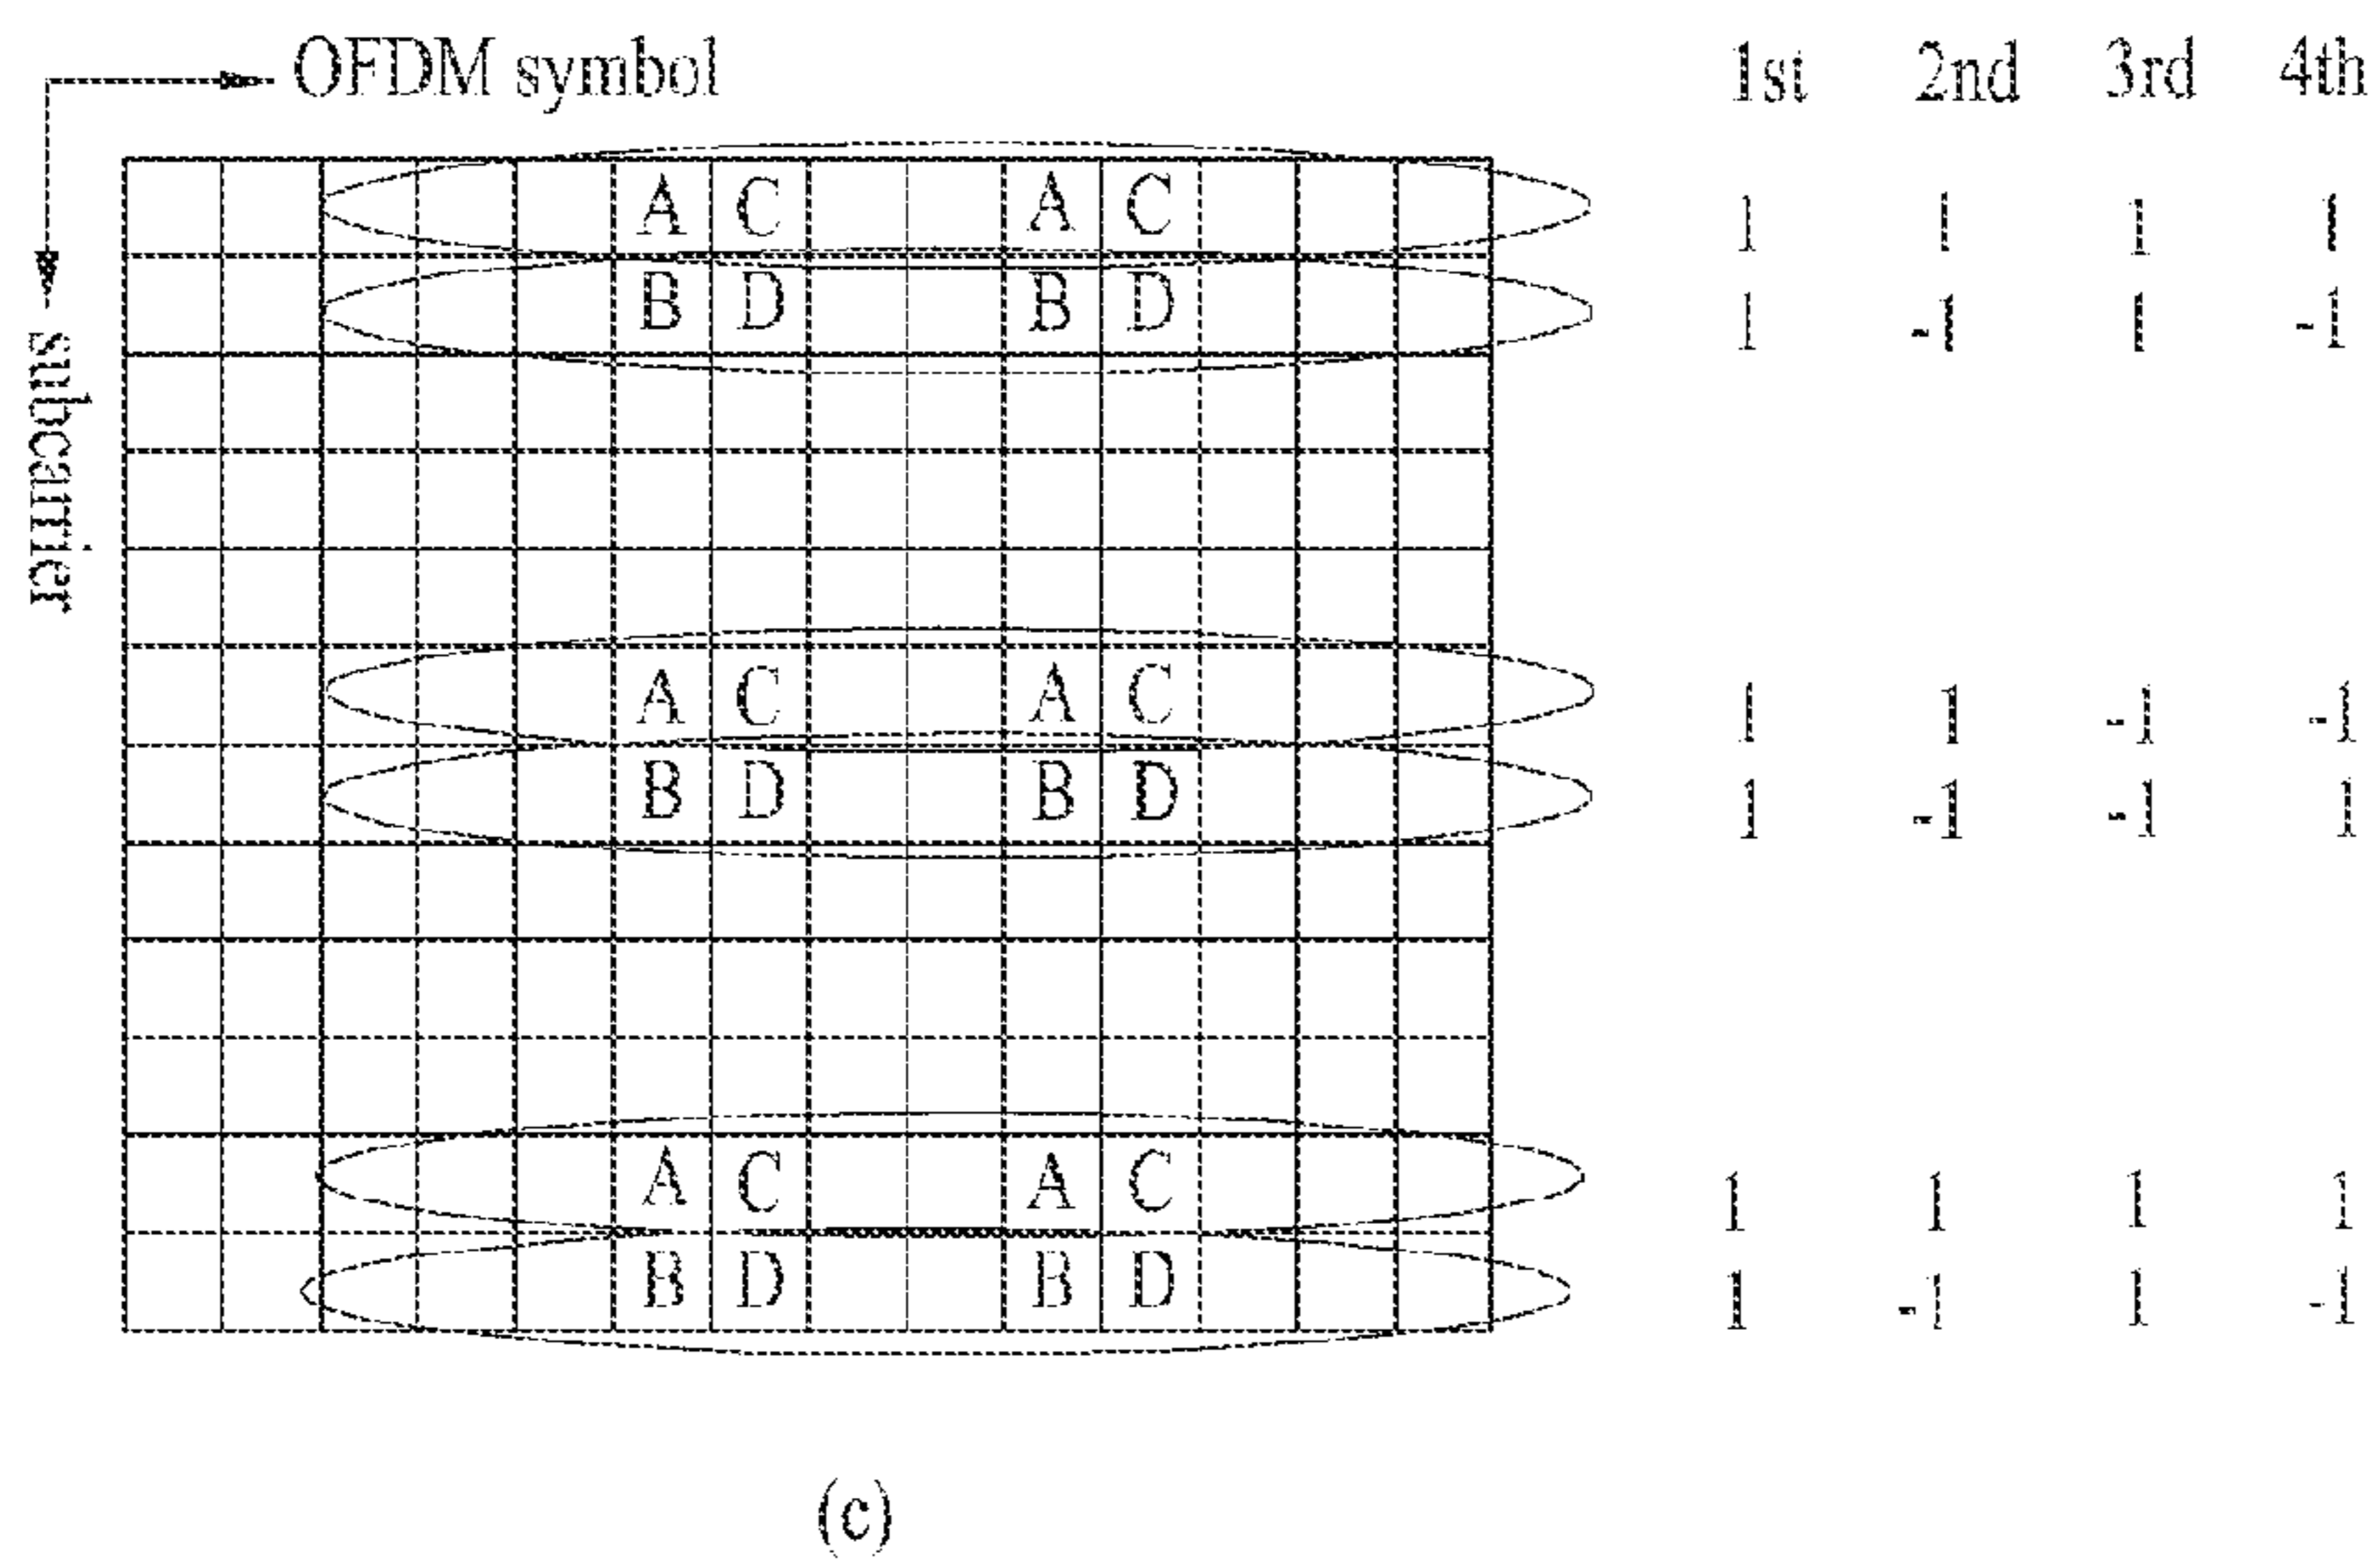 OFDM symbol 1st 2nd 3rd 4th
subcarrier
A C A C 1 1 1 1
B D B D 1 -1 1 -1
A C A C 1 1 -1 -1
B D B D 1 -1 -1 1
A C A C 1 1 1 1
B D B D 1 -1 1 -1
(c)